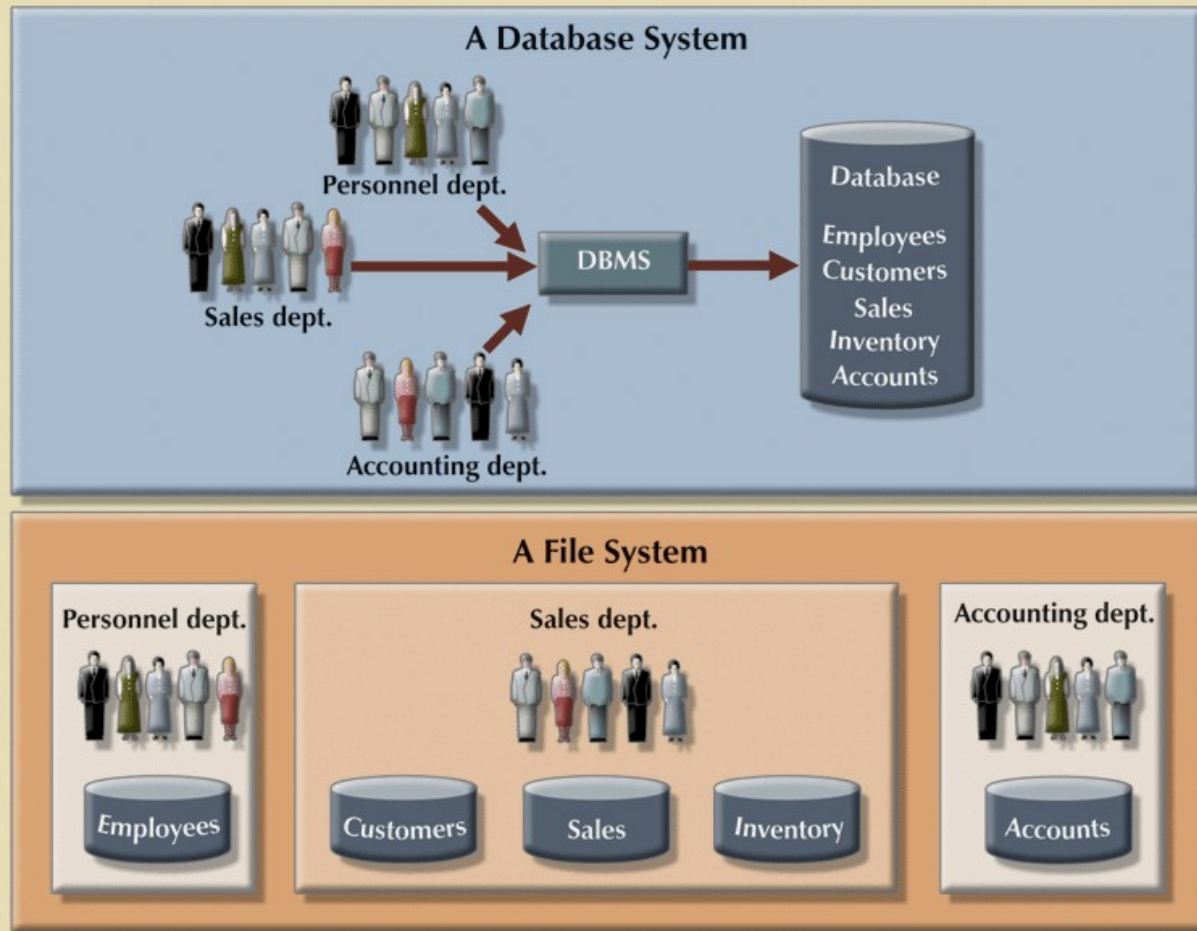 A Database System
Personnel dept.
Sales dept.
Accounting dept.
DBMS
Database
Employees
Customers
Sales
Inventory
Accounts
A File System
Personnel dept.
Employees
Sales dept.
Customers
Sales
Inventory
Accounting dept.
Accounts